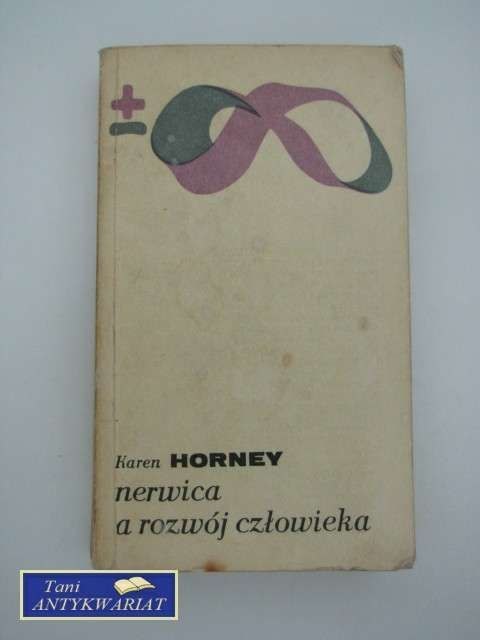 ±
Karen HORNEY
nerwica
a rozwój człowieka
Tani
ANTYKWARIAT